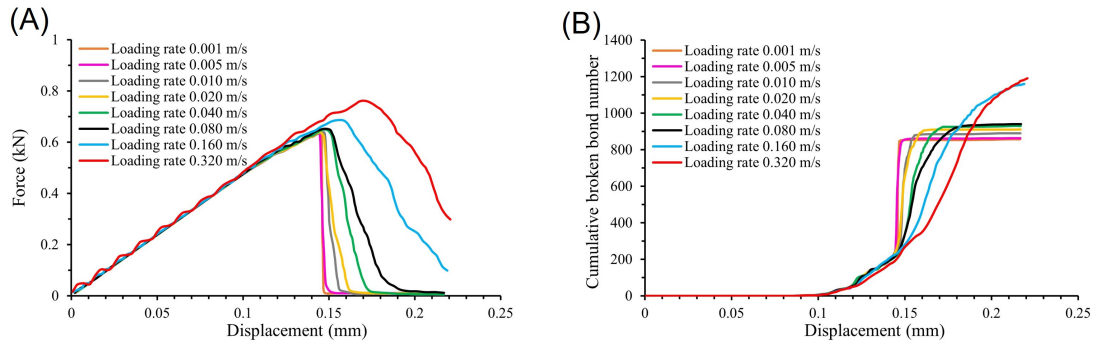 (A)
Force (kN)
1
0.8
0.6
0.4
0.2
0
Loading rate 0.001 m/s
Loading rate 0.005 m/s
Loading rate 0.010 m/s
Loading rate 0.020 m/s
Loading rate 0.040 m/s
Loading rate 0.080 m/s
Loading rate 0.160 m/s
Loading rate 0.320 m/s
0 0.05 0.1 0.15 0.2 0.25
Displacement (mm)
(B)
Cumulative broken bond number
1400
1200
1000
800
600
400
200
0
Loading rate 0.001 m/s
Loading rate 0.005 m/s
Loading rate 0.010 m/s
Loading rate 0.020 m/s
Loading rate 0.040 m/s
Loading rate 0.080 m/s
Loading rate 0.160 m/s
Loading rate 0.320 m/s
0 0.05 0.1 0.15 0.2 0.25
Displacement (mm)